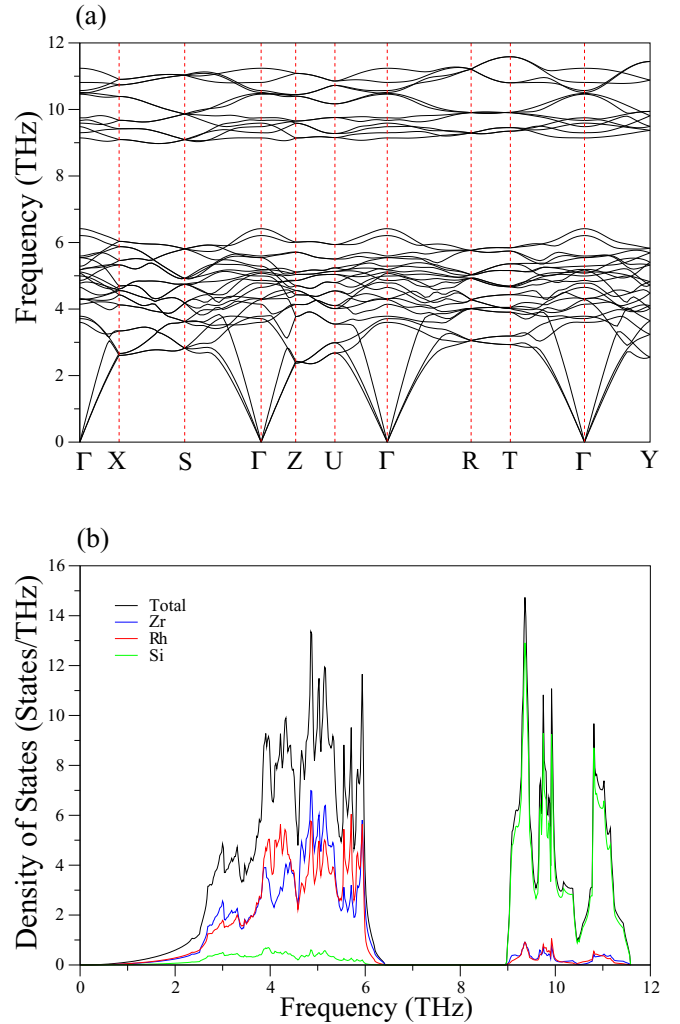 (a)
12
10
8
6
4
2
0
Frequency (THz)
Γ X S Γ Z U Γ R T Γ Y
(b)
16
14
12
10
8
6
4
2
0
Density of States (States/THz)
Total
Zr
Rh
Si
0 2 4 6 8 10 12
Frequency (THz)